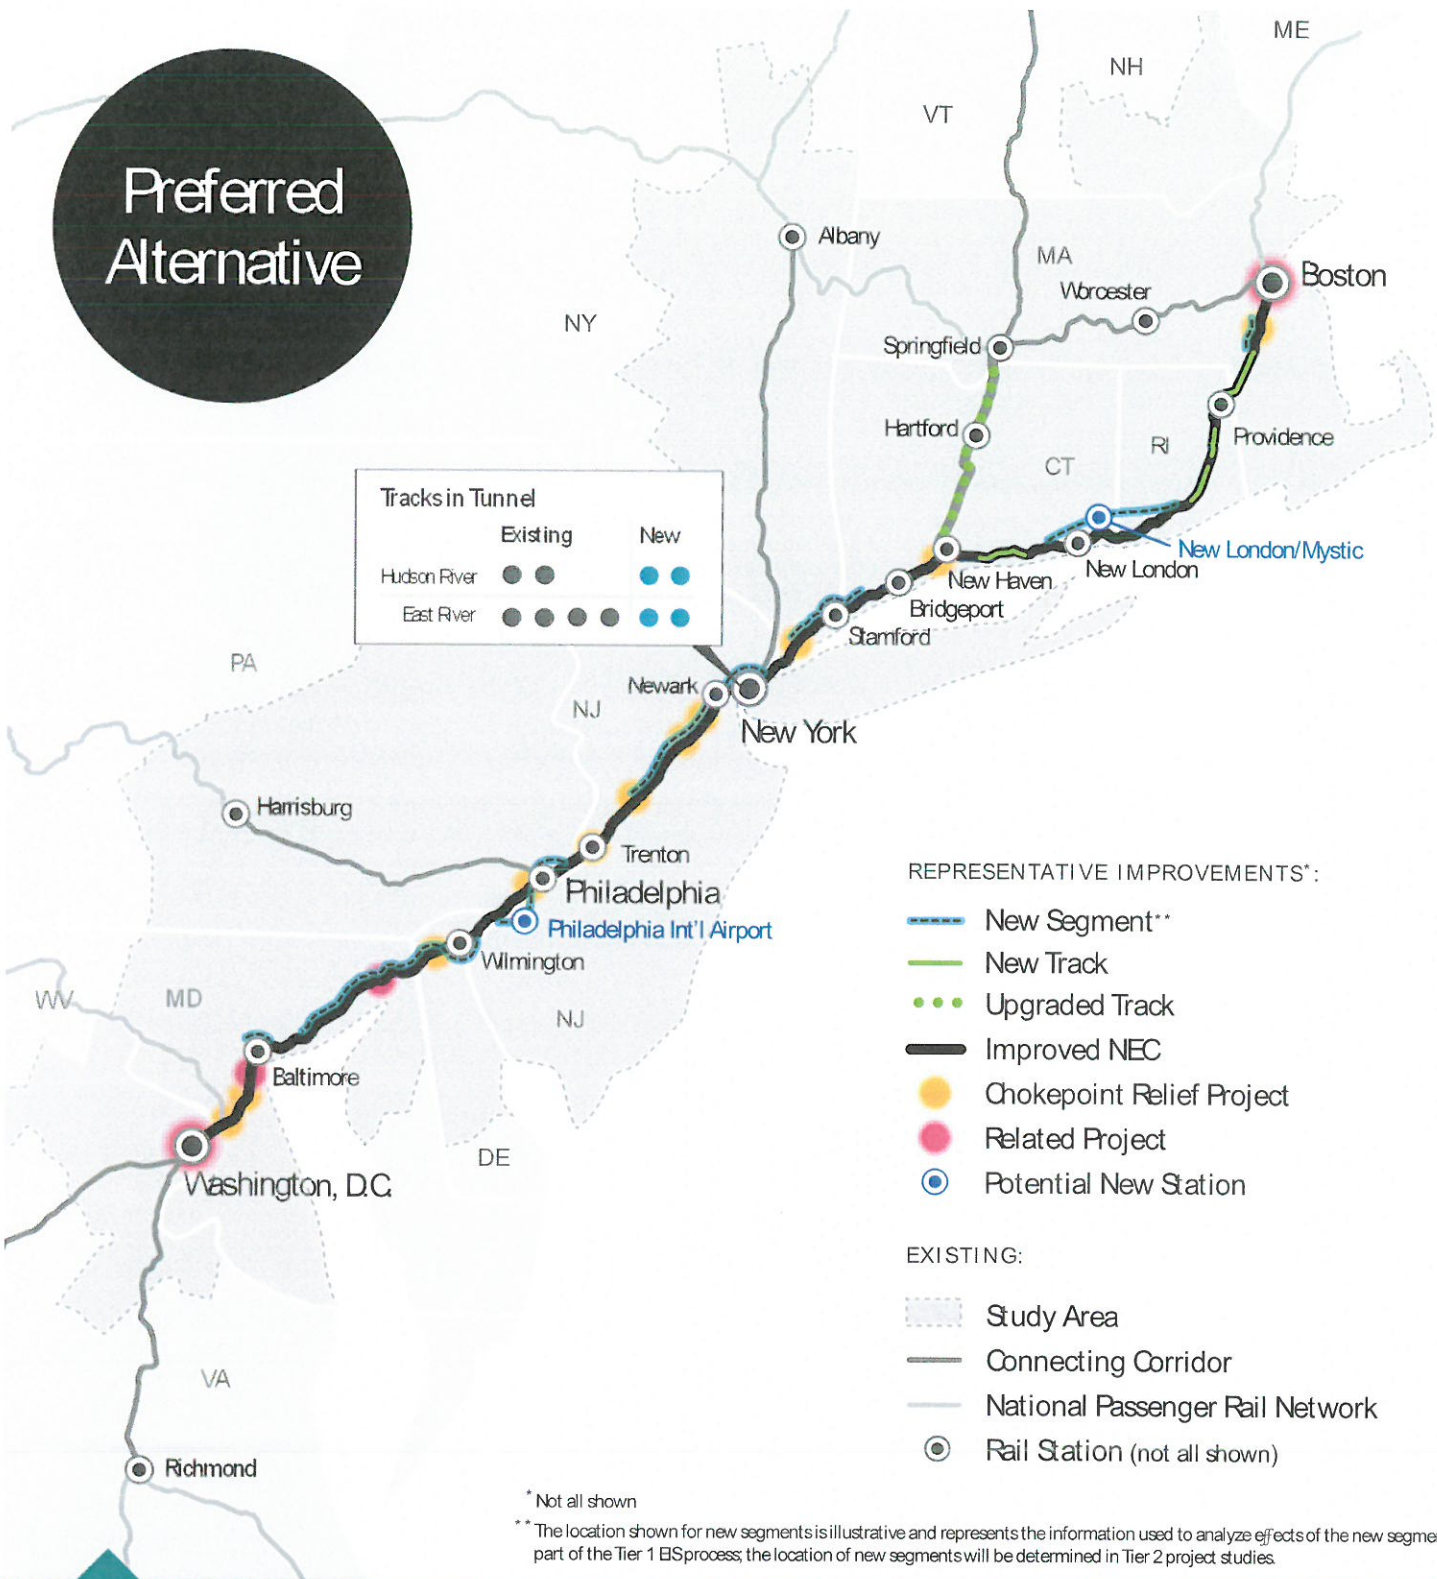 Preferred
Alternative
ME
NH
VT
Albany
MA
Boston
Worcester
NY
Springfield
Hartford
Providence
RI
CT
Tracks in Tunnel
Existing New
Hudson River
East River
New London/Mystic
New London
New Haven
Bridgeport
Stamford
PA
Newark
NJ
New York
Harrisburg
Trenton
Philadelphia
Philadelphia Int'l Airport
Wilmington
WV
MD
NJ
Baltimore
DE
Washington, D.C.
VA
Richmond
REPRESENTATIVE IMPROVEMENTS*:
New Segment**
New Track
Upgraded Track
Improved NEC
Chokepoint Relief Project
Related Project
Potential New Station
EXISTING:
Study Area
Connecting Corridor
National Passenger Rail Network
Rail Station (not all shown)
* Not all shown
** The location shown for new segments is illustrative and represents the information used to analyze effects of the new
part of the Tier 1 EIS process; the location of new segments will be determined in Tier 2 project studies.